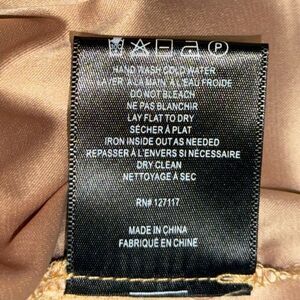 HAND WASH COLD WATER
LAVER À LA MAIN À L'EAU FROIDE
DO NOT BLEACH
NE PAS BLANCHIR
LAY FLAT TO DRY
SÉCHER À PLAT
IRON INSIDE OUT AS NEEDED
REPASSER À L'ENVERS SI NÉCESSAIRE
DRY CLEAN
NETTOYAGE À SEC
RN# 127117
MADE IN CHINA
FABRIQUÉ EN CHINE